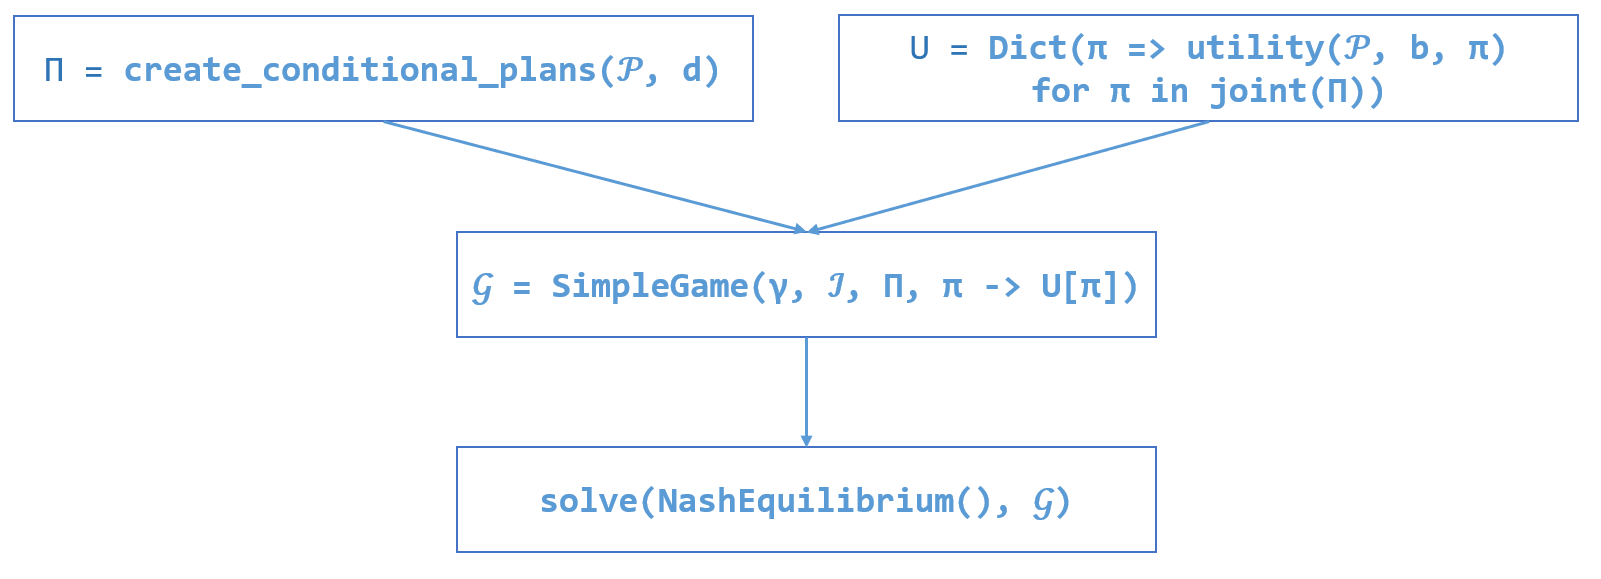 Π = create_conditional_plans(𝒫, d)
U = Dict(π => utility(𝒫, b, π)
for π in joint(Π))
𝒢 = SimpleGame(γ, ℐ, Π, π -> U[π])
solve(NashEquilibrium(), 𝒢)